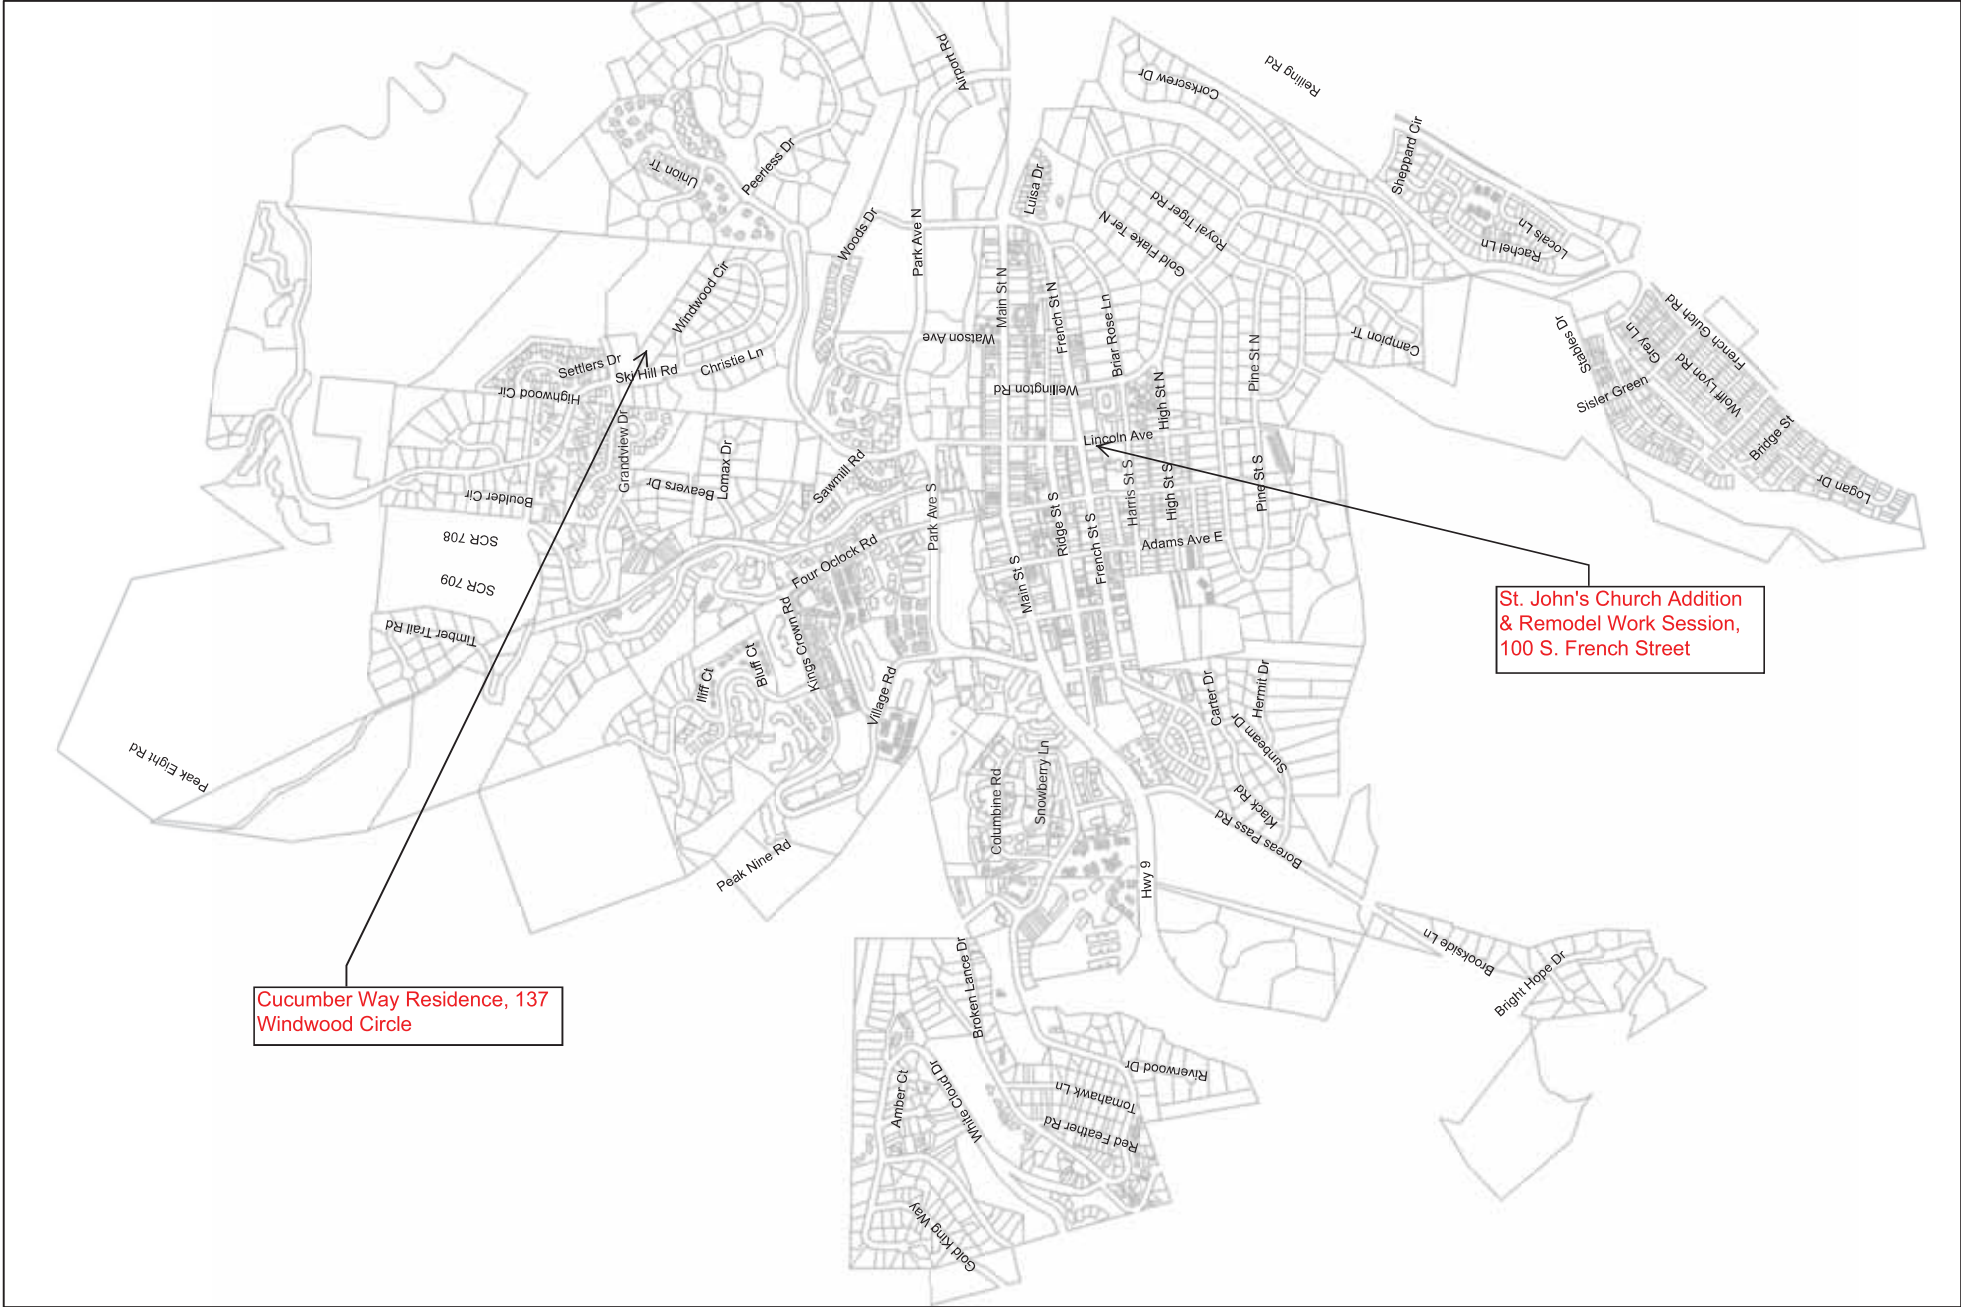 Airport Rd
Reiling Rd
Corkscrew Dr
Sheppard Cir
Union Tr
Peerless Dr
Luisa Dr
Royal Tiger Rd
Gold Flake Ter N
Woods Dr
Park Ave N
Locals Ln
Rachel Ln
Windwood Cir
Main St N
French St N
Briar Rose Ln
Watson Ave
Campion Tr
Stables Dr
Grey Ln
French Gulch Rd
Wolff Lyon Rd
Sisler Green
Bridge St
Logan Dr
Settlers Dr
Ski Hill Rd
Christie Ln
Highwood Cir
Wellington Rd
Pine St N
High St N
Lincoln Ave
Grandview Dr
Lomax Dr
Beavers Dr
Sawmill Rd
Boulder Cir
Park Ave S
Ridge St S
French St S
Harris St S
High St S
Pine St S
Adams Ave E
SCR 708
SCR 709
Four Oclock Rd
Main St S
Timber Trail Rd
Kings Crown Rd
Bluff Ct
Iliff Ct
Village Rd
St. John's Church Addition
& Remodel Work Session,
100 S. French Street
Carter Dr
Hermit Dr
Sunbeam Dr
Klack Rd
Boreas Pass Rd
Peak Eight Rd
Columbine Rd
Snowberry Ln
Peak Nine Rd
Hwy 9
Brookside Ln
Bright Hope Dr
Broken Lance Dr
Cucumber Way Residence, 137
Windwood Circle
Amber Ct
White Cloud Dr
Riverwood Dr
Tomahawk Ln
Red Feather Rd
Gold King Way